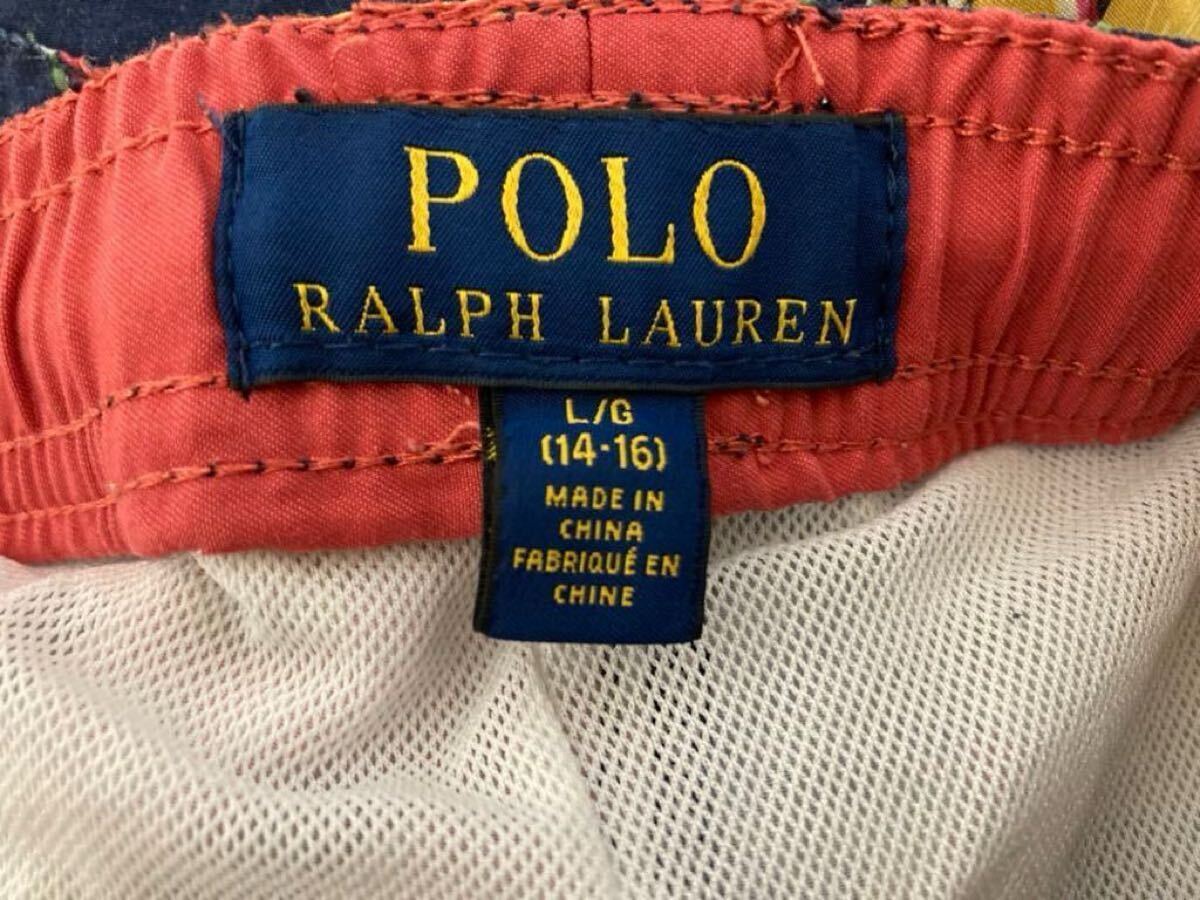 POLO
RALPH LAUREN
L/G
(14-16)
MADE IN
CHINA
FABRIQUÉ EN
CHINE